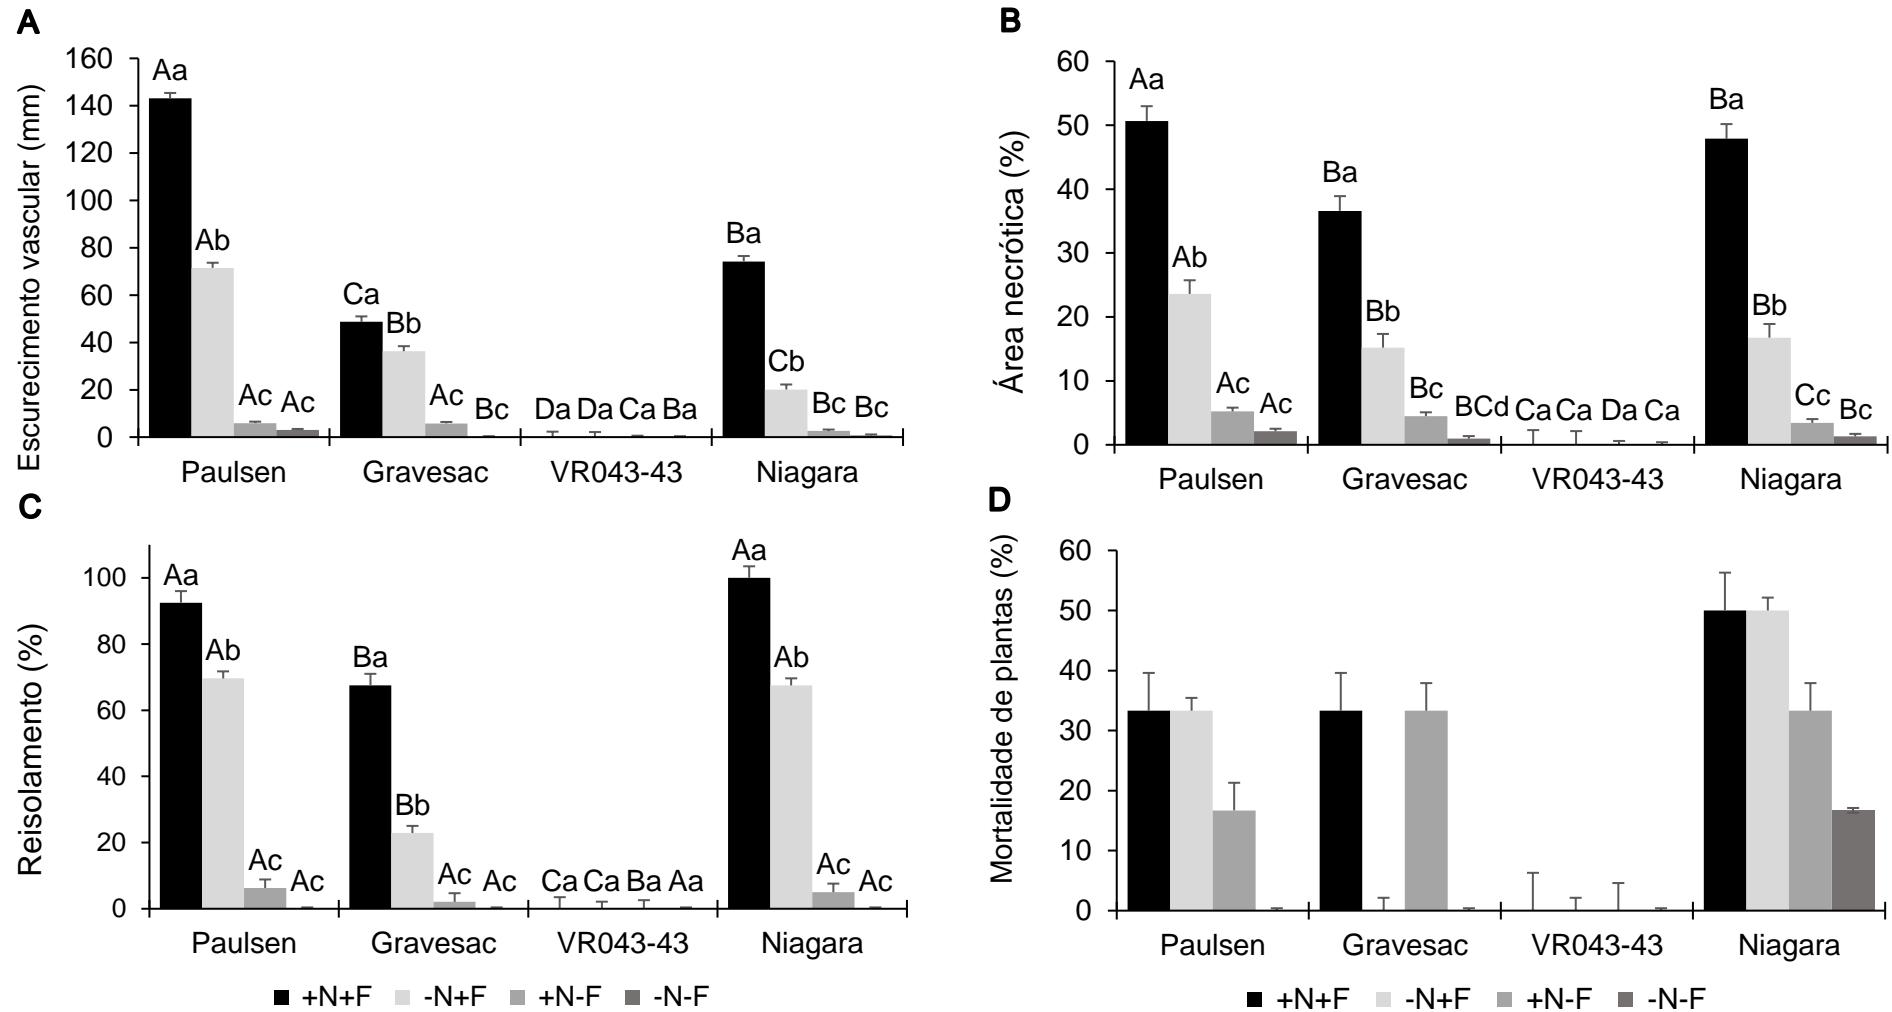 A
Escurecimento vascular (mm)
160
140
120
100
80
60
40
20
0
Aa Ab Ac Ac
Ca Bb Ac Bc
Da Da Ca Ba
Ba Cb Bc Bc
Paulsen Gravesac VR043-43 Niagara
B
Área necrótica (%)
60
50
40
30
20
10
0
Aa Ab Ac Ac
Ba Bb Bc BCd
Ca Ca Da Ca
Ba Bb Cc Bc
Paulsen Gravesac VR043-43 Niagara
C
Reisolamento (%)
100
80
60
40
20
0
Aa Ab Ac Ac
Ba Bb Ac Ac
Ca Ca Ba Aa
Aa Ab Ac Ac
Paulsen Gravesac VR043-43 Niagara
+N+F -N+F +N-F -N-F
D
Mortalidade de plantas (%)
60
50
40
30
20
10
0
Paulsen Gravesac VR043-43 Niagara
+N+F -N+F +N-F -N-F